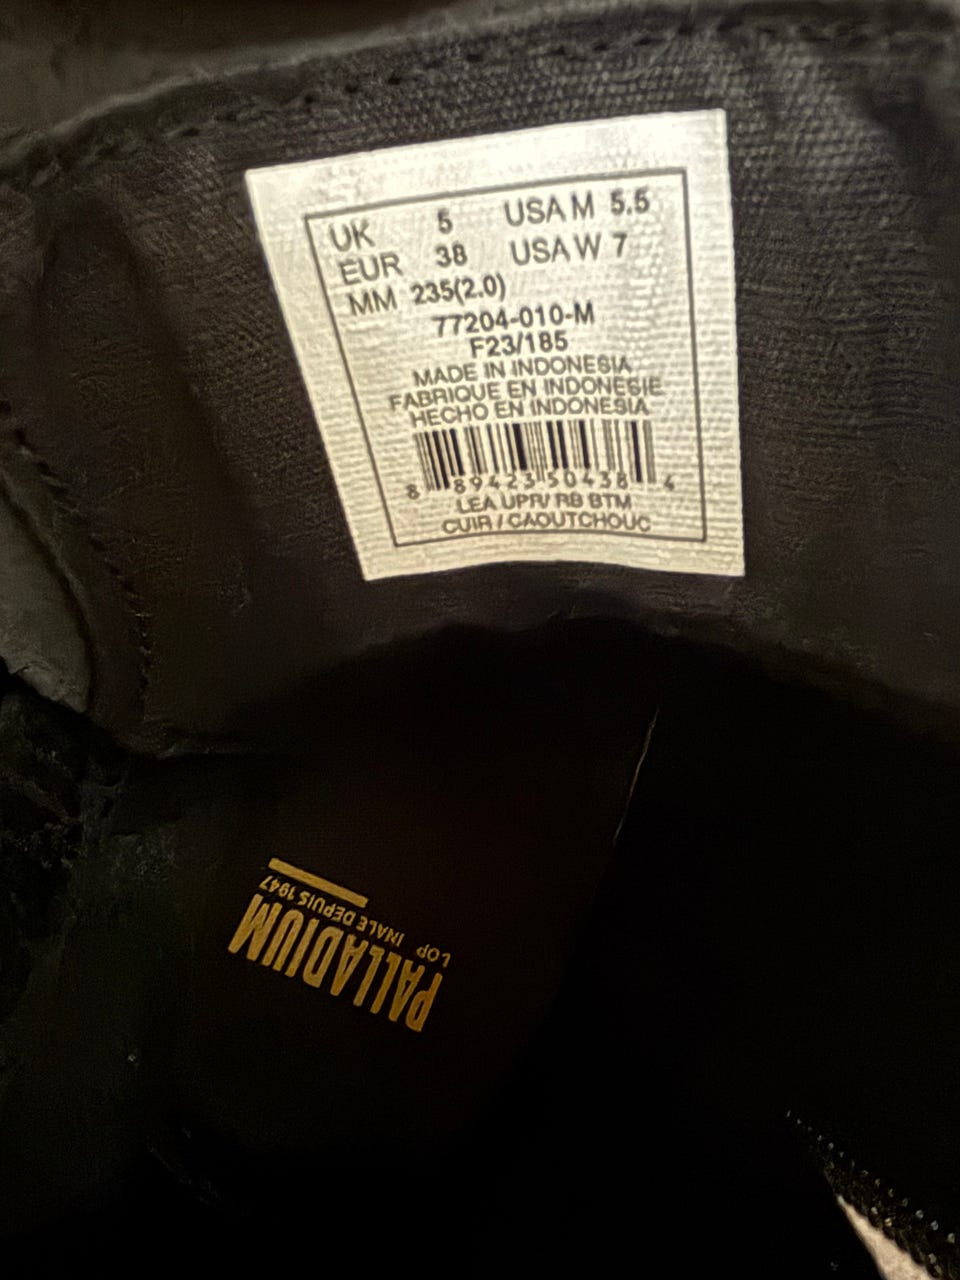 UK 5 USA M 5.5
EUR 38 USA W 7
MM 235(2.0)
77204-010-M
F23/185
MADE IN INDONESIA
FABRIQUE EN INDONESIE
HECHO EN INDONESIA
8 89423 50438 4
LEA UPR/ RB BTM
CUIR / CAOUTCHOUC
PALLADIUM
DEPUIS 1947